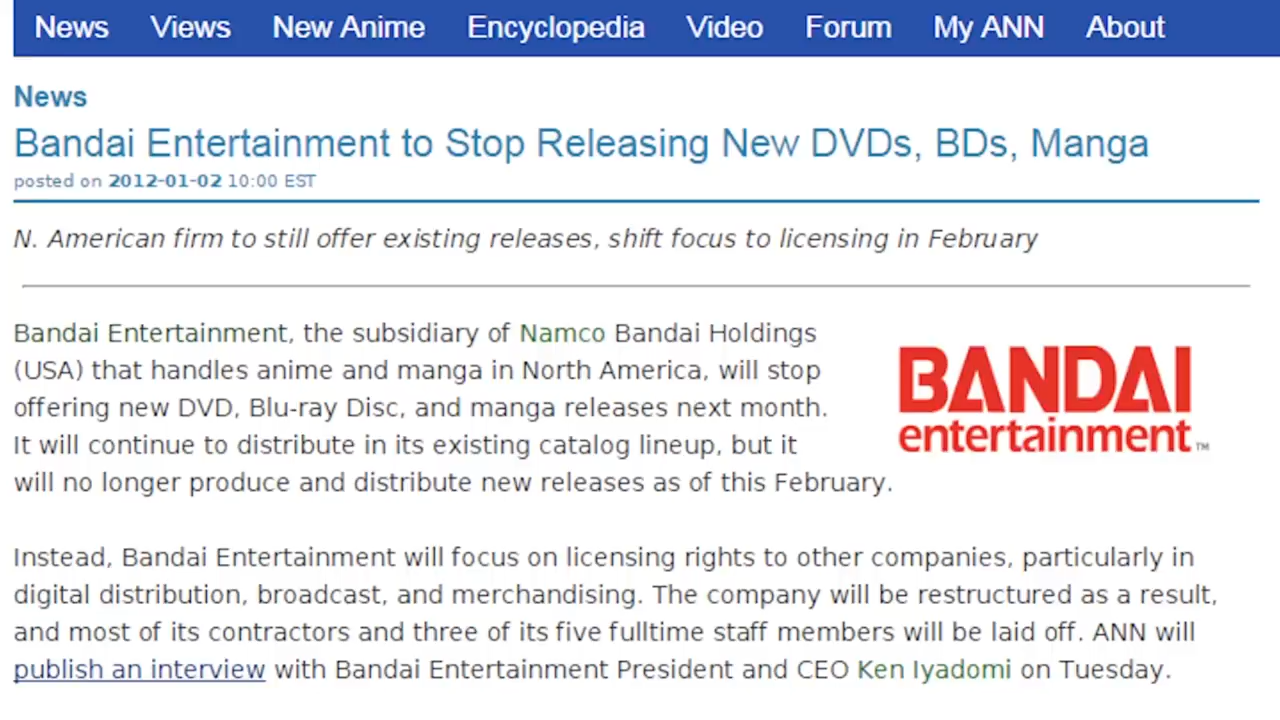 News Views New Anime Encyclopedia Video Forum My ANN About
News
Bandai Entertainment to Stop Releasing New DVDs, BDs, Manga
posted on 2012-01-02 10:00 EST
N. American firm to still offer existing releases, shift focus to licensing in February
Bandai Entertainment, the subsidiary of Namco Bandai Holdings
(USA) that handles anime and manga in North America, will stop
offering new DVD, Blu-ray Disc, and manga releases next month.
It will continue to distribute in its existing catalog lineup, but it
will no longer produce and distribute new releases as of this February.
BANDAI
entertainment™
Instead, Bandai Entertainment will focus on licensing rights to other companies, particularly in
digital distribution, broadcast, and merchandising. The company will be restructured as a result,
and most of its contractors and three of its five fulltime staff members will be laid off. ANN will
publish an interview with Bandai Entertainment President and CEO Ken Iyadomi on Tuesday.